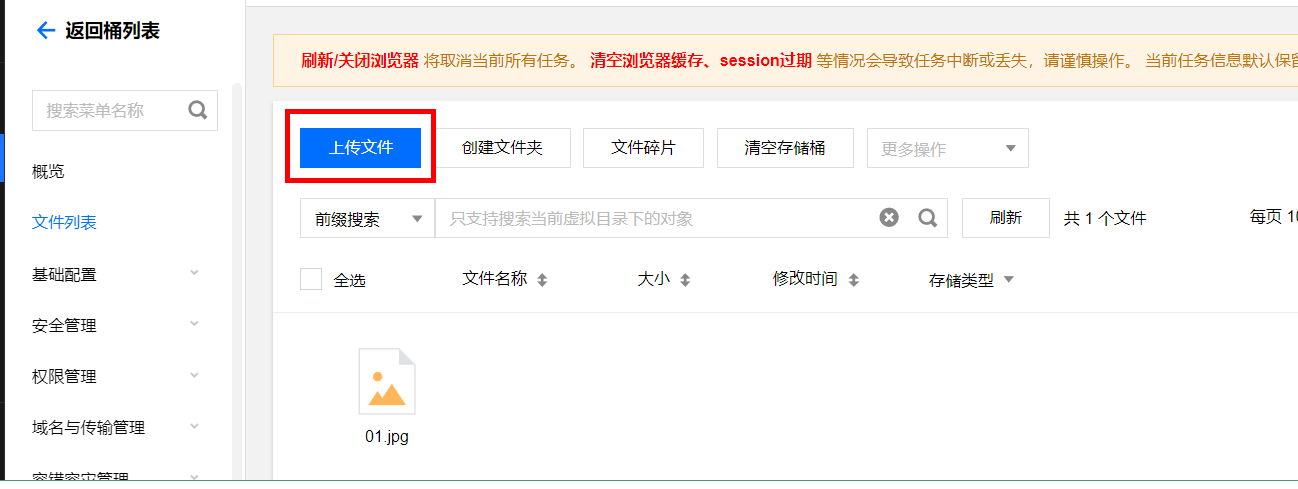 返回桶列表
搜索菜单名称
概览
文件列表
基础配置
安全管理
权限管理
域名与传输管理
容错容灾管理
刷新/关闭浏览器 将取消当前所有任务。 清空浏览器缓存、session过期 等情况会导致任务中断或丢失，请谨慎操作。 当前任务信息默认保留
上传文件 创建文件夹 文件碎片 清空存储桶 更多操作
前缀搜索 只支持搜索当前虚拟目录下的对象 刷新 共 1 个文件 每页 10
全选 文件名称 大小 修改时间 存储类型
01.jpg